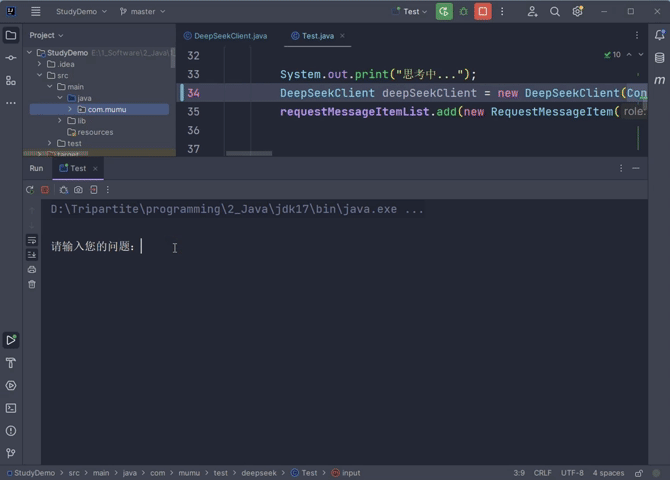 StudyDemo
master
Test
Project
DeepSeekClient.java
Test.java
StudyDemo E:\1_Software\2_Java\
.idea
src
main
java
com.mumu
lib
resources
test
target
32
10
33 System.out.print("思考中...");
34 DeepSeekClient deepSeekClient = new DeepSeekClient(Con
35 requestMessageItemList.add(new RequestMessageItem( role:
36
37
Run
Test
D:\Tripartite\programming\2_Java\jdk17\bin\java.exe ...
请输入您的问题:
StudyDemo > src > main > java > com > mumu > test > deepseek > Test > input
3:9 CRLF UTF-8 4 spaces